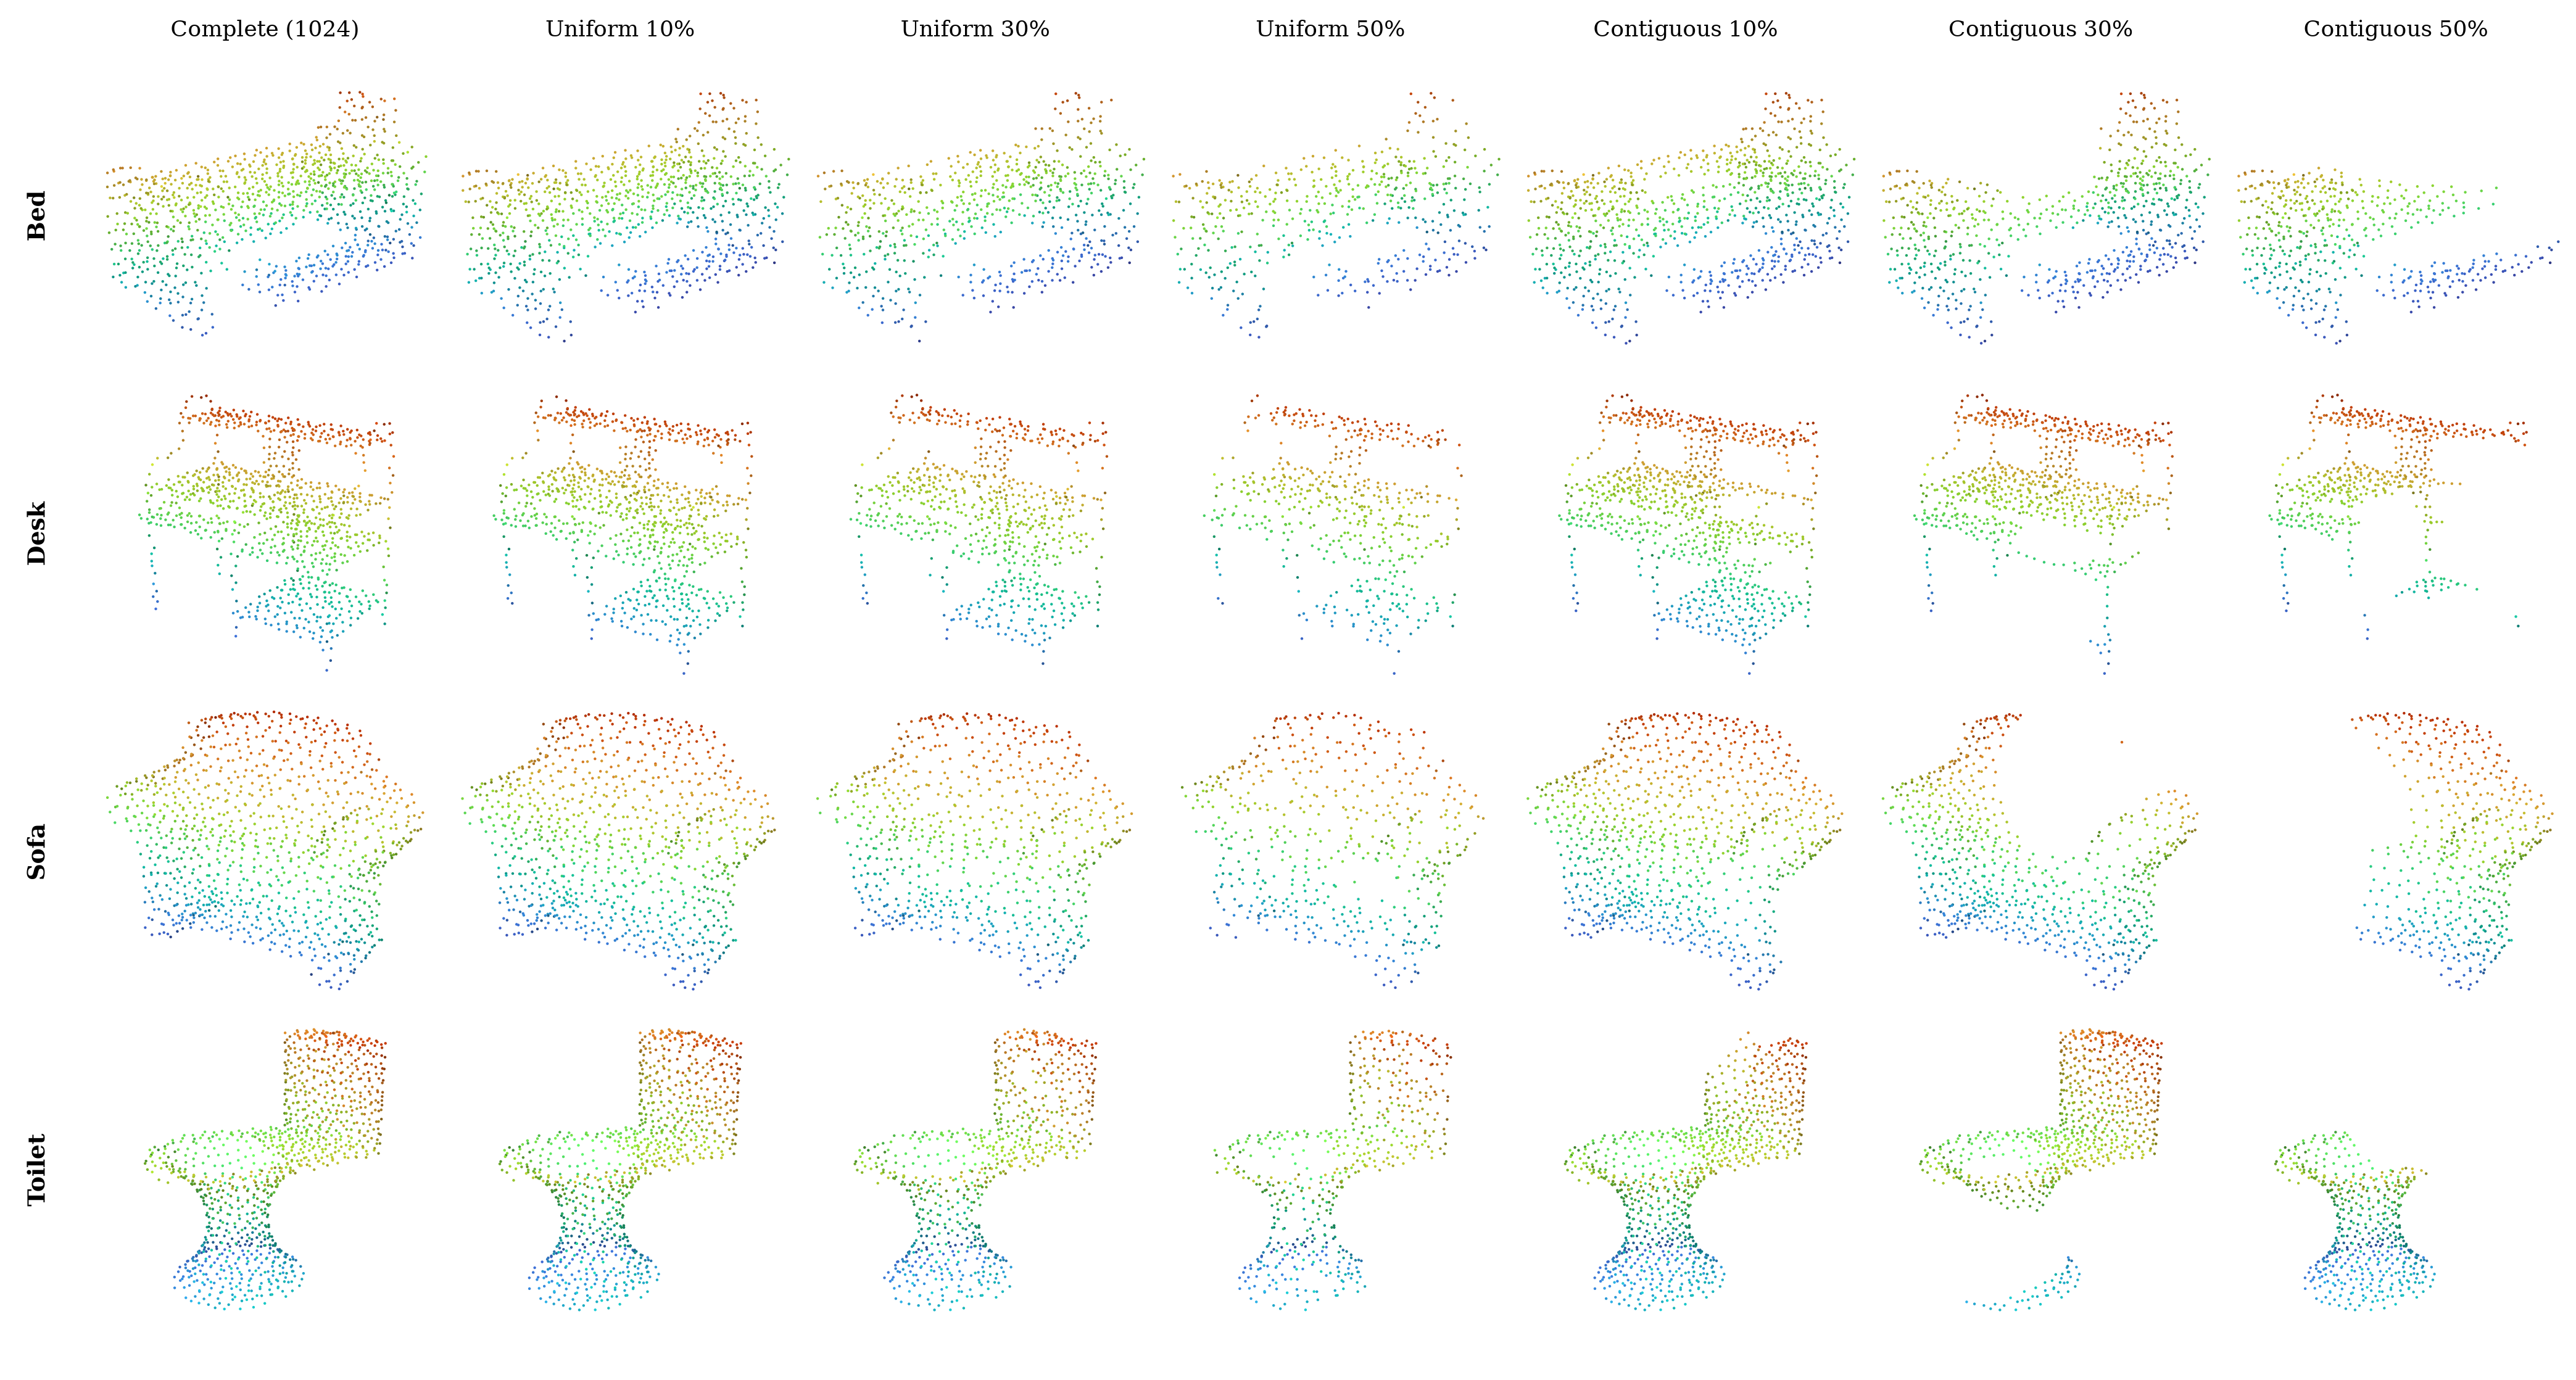 Complete (1024) Uniform 10% Uniform 30% Uniform 50% Contiguous 10% Contiguous 30% Contiguous 50%
Bed
Desk
Sofa
Toilet